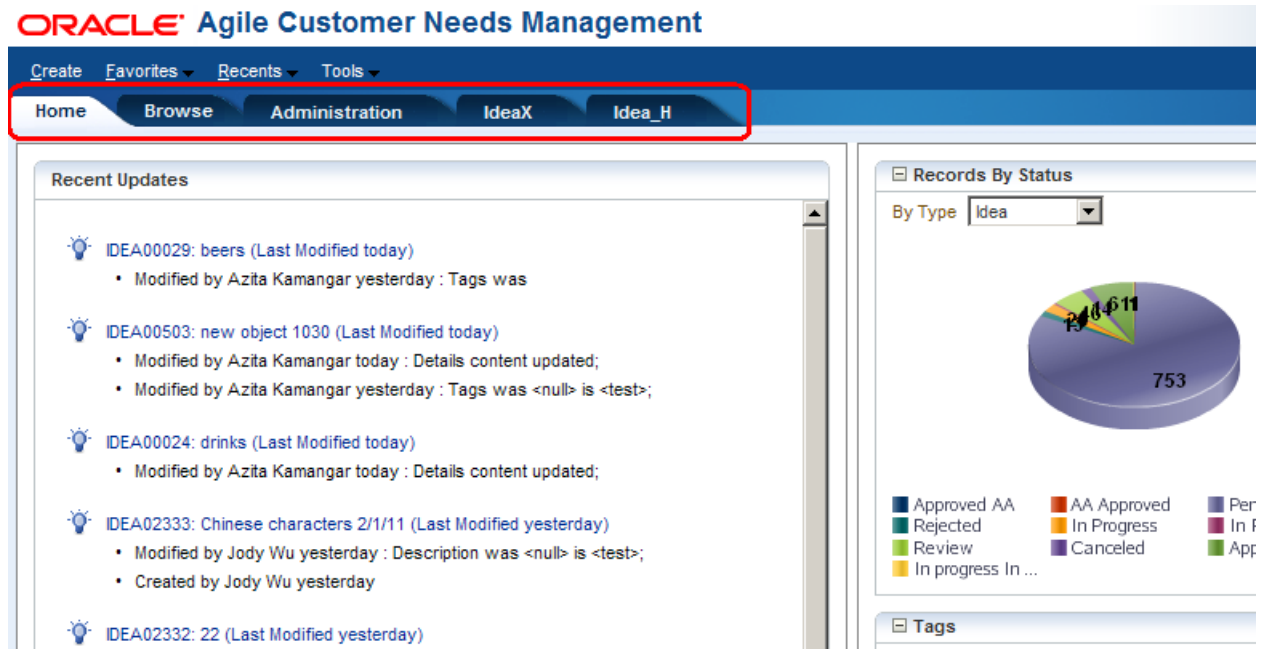 ORACLE Agile Customer Needs Management
Create Favorites Recents Tools
Home Browse Administration IdeaX Idea_H
Recent Updates
IDEA00029: beers (Last Modified today)
• Modified by Azita Kamangar yesterday : Tags was
IDEA00503: new object 1030 (Last Modified today)
• Modified by Azita Kamangar today : Details content updated;
• Modified by Azita Kamangar yesterday : Tags was <null> is <test>;
IDEA00024: drinks (Last Modified today)
• Modified by Azita Kamangar today : Details content updated;
IDEA02333: Chinese characters 2/1/11 (Last Modified yesterday)
• Modified by Jody Wu yesterday : Description was <null> is <test>;
• Created by Jody Wu yesterday
IDEA02332: 22 (Last Modified yesterday)
Records By Status
By Type Idea
753
Approved AA AA Approved Pen
Rejected In Progress In P
Review Canceled App
In progress In ...
Tags